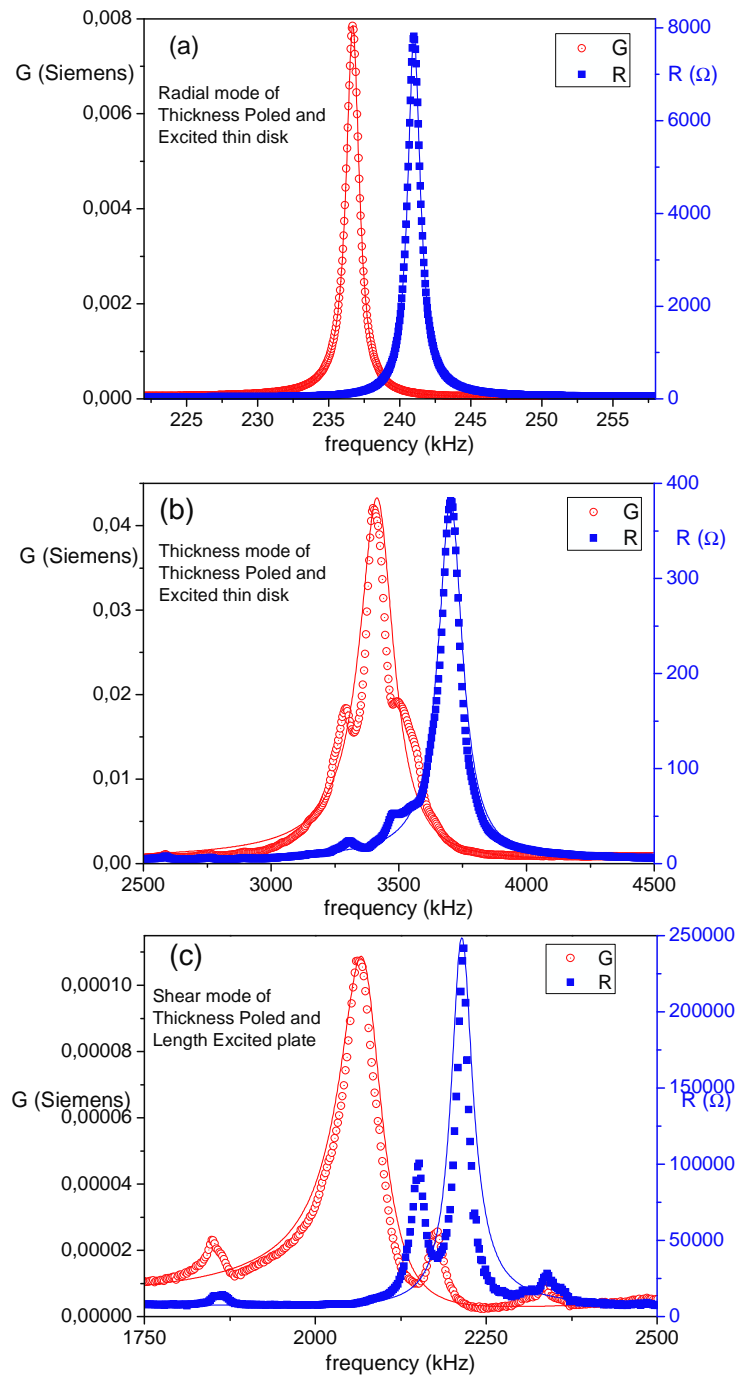 (a)
G (Siemens)
Radial mode of
Thickness Poled and
Excited thin disk
G
R
R (Ω)
0,008
0,006
0,004
0,002
0,000
8000
6000
4000
2000
0
225 230 235 240 245 250 255
frequency (kHz)
(b)
G (Siemens)
Thickness mode of
Thickness Poled and
Excited thin disk
G
R
R (Ω)
0,04
0,03
0,02
0,01
0,00
400
300
200
100
0
2500 3000 3500 4000 4500
frequency (kHz)
(c)
Shear mode of
Thickness Poled and
Length Excited plate
G (Siemens)
G
R
R (Ω)
0,00010
0,00008
0,00006
0,00004
0,00002
0,00000
250000
200000
150000
100000
50000
0
1750 2000 2250 2500
frequency (kHz)